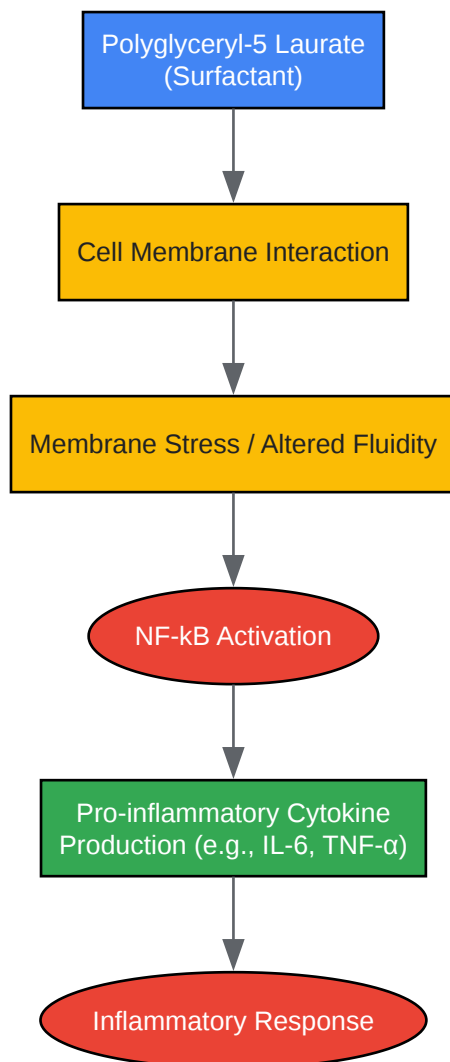 Polyglyceryl-5 Laurate
(Surfactant)
Cell Membrane Interaction
Membrane Stress / Altered Fluidity
NF-kB Activation
Pro-inflammatory Cytokine
Production (e.g., IL-6, TNF-α)
Inflammatory Response